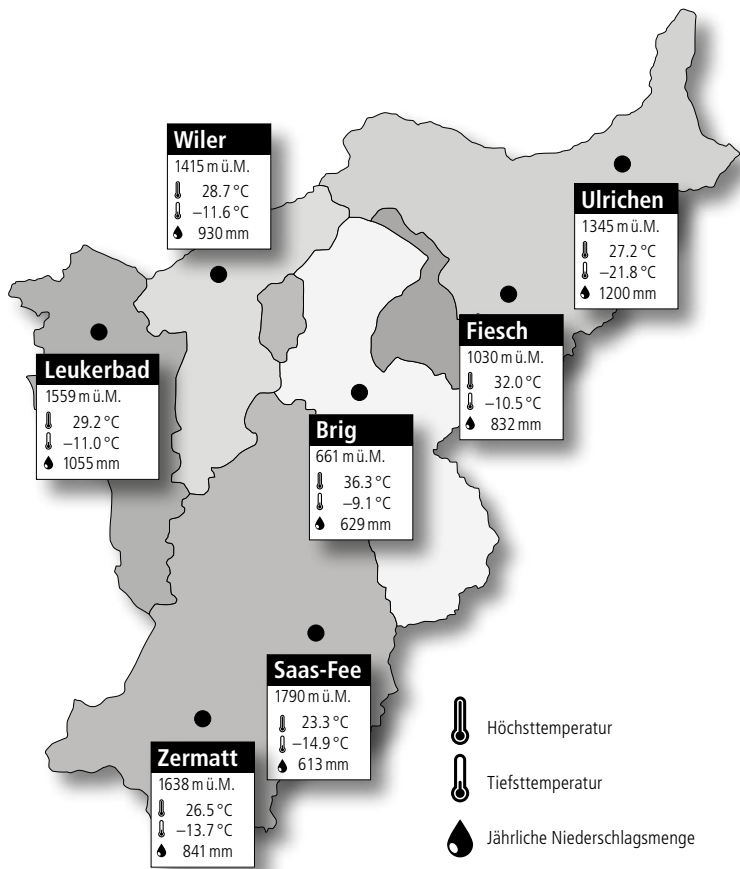 Wiler
1415 m ü.M.
28.7 °C
–11.6 °C
930 mm
Ulrichen
1345 m ü.M.
27.2 °C
–21.8 °C
1200 mm
Fiesch
1030 m ü.M.
32.0 °C
–10.5 °C
832 mm
Leukerbad
1559 m ü.M.
29.2 °C
–11.0 °C
1055 mm
Brig
661 m ü.M.
36.3 °C
–9.1 °C
629 mm
Saas-Fee
1790 m ü.M.
23.3 °C
–14.9 °C
613 mm
Zermatt
1638 m ü.M.
26.5 °C
–13.7 °C
841 mm
Höchsttemperatur
Tiefsttemperatur
Jährliche Niederschlagsmenge